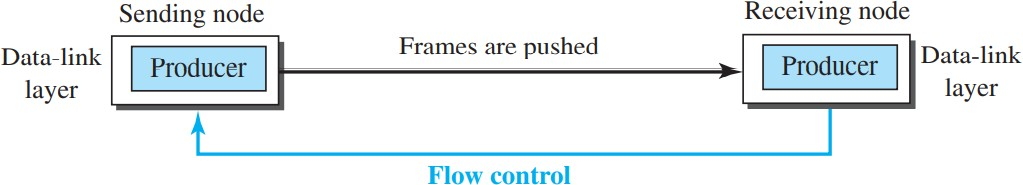 Sending node
Receiving node
Data-link
layer
Producer
Frames are pushed
Producer
Data-link
layer
Flow control